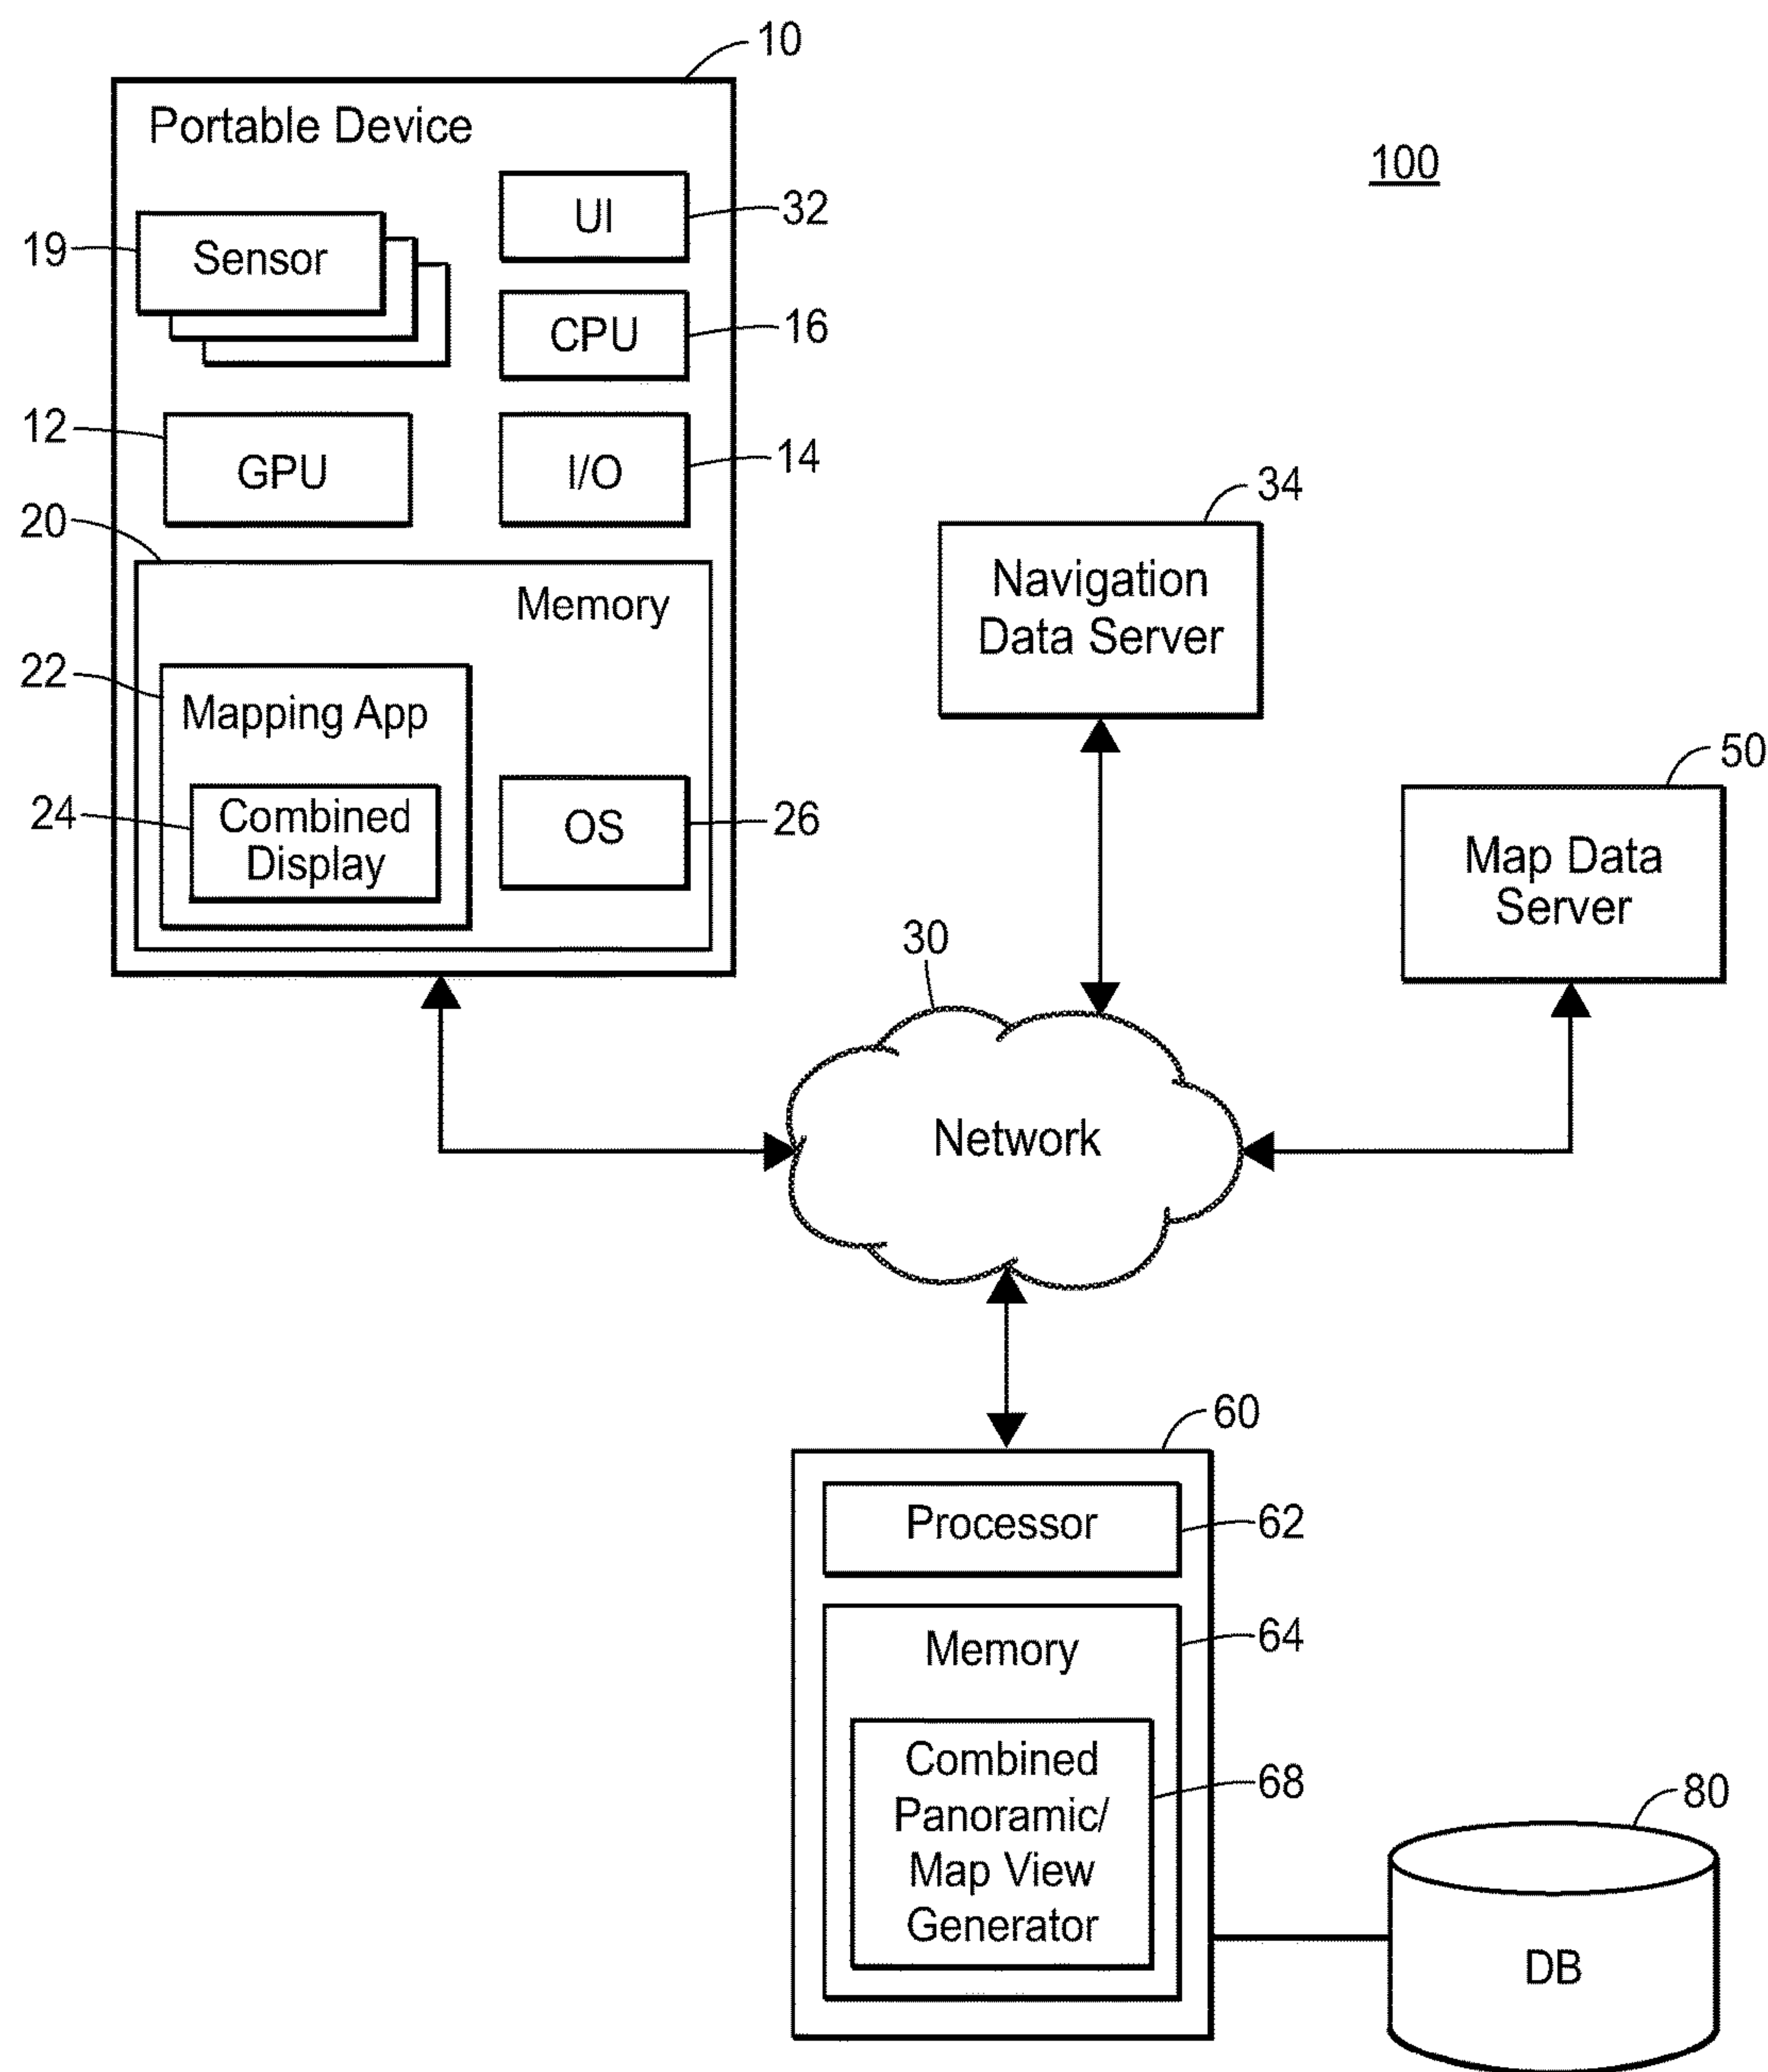 10
Portable Device
100
UI
32
19
Sensor
CPU
16
12
GPU
I/O
14
20
Memory
34
Navigation
Data Server
22
Mapping App
24
Combined
Display
OS
26
50
Map Data
Server
30
Network
60
Processor
62
Memory
64
Combined
Panoramic/
Map View
Generator
68
80
DB